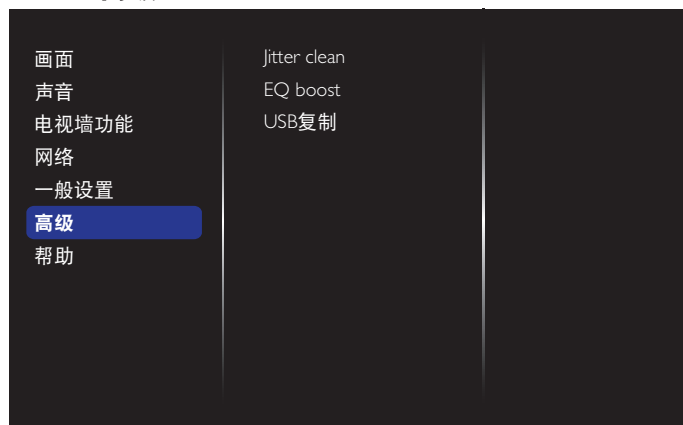 画面
声音
电视墙功能
网络
一般设置
高级
帮助
Jitter clean
EQ boost
USB复制